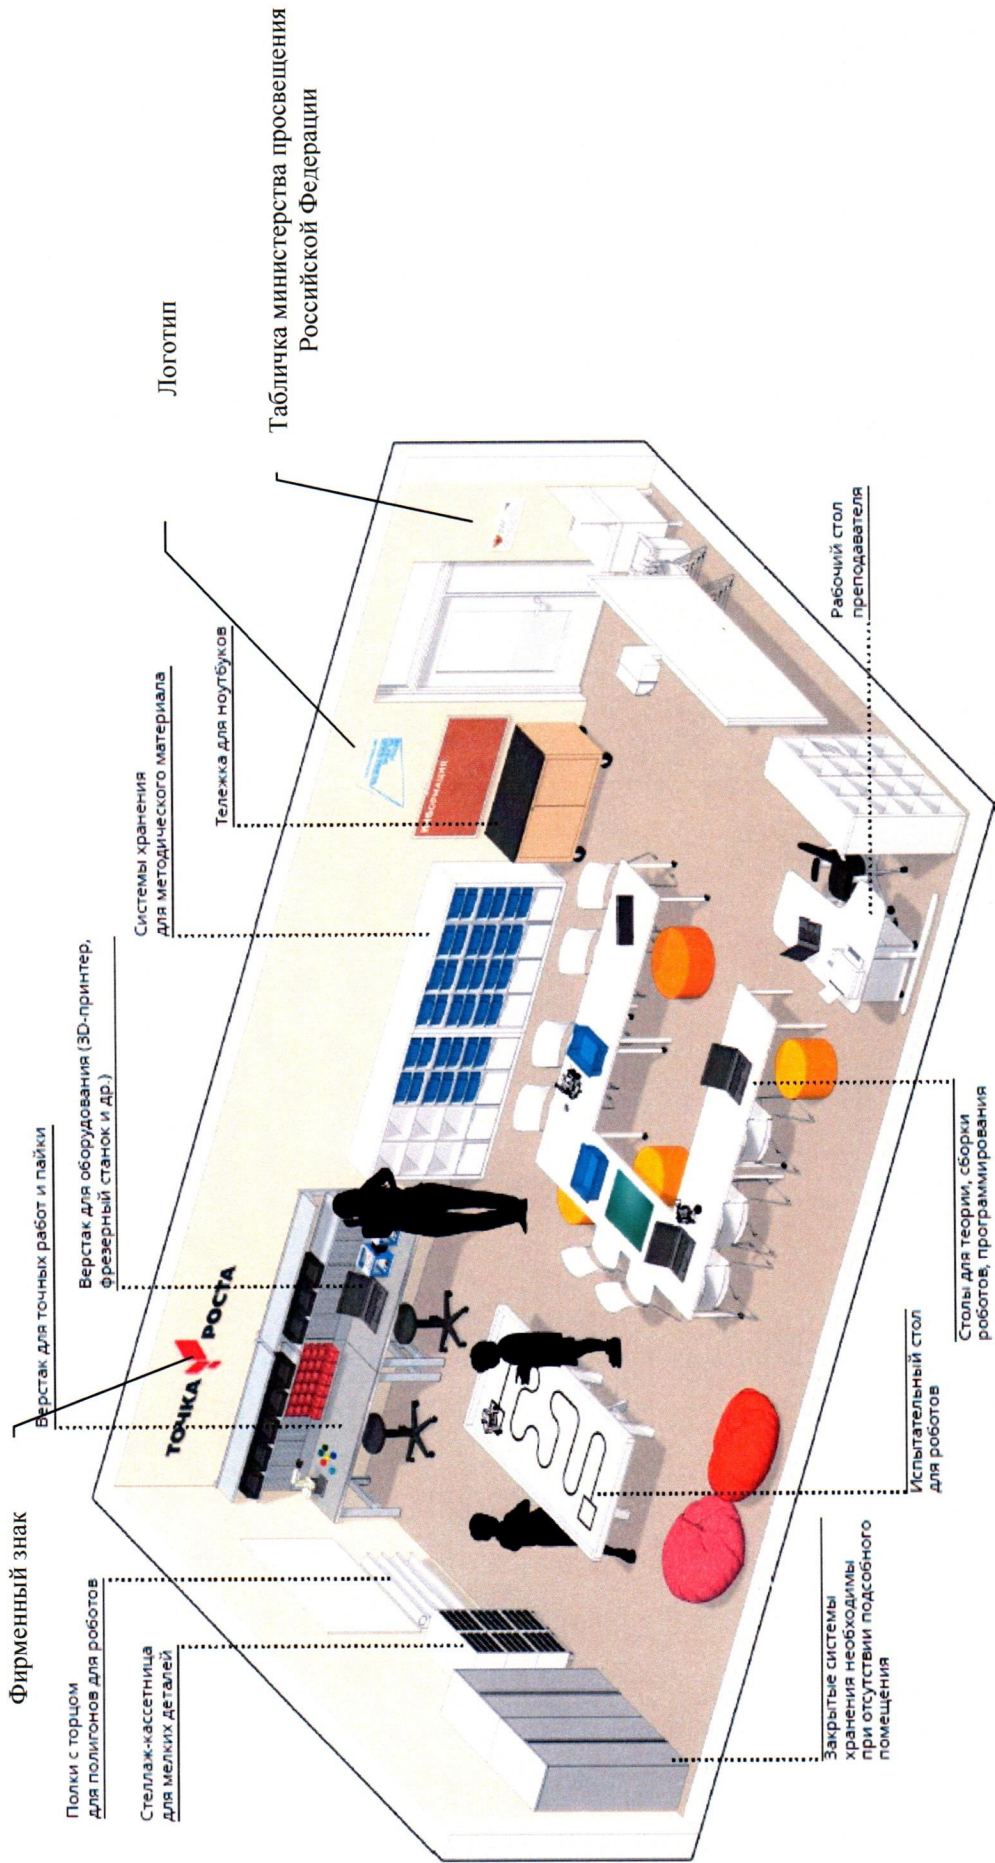 Фирменный знак
Логотип
Табличка министерства просвещения
Российской Федерации
Полки с торцом
для полигонов для роботов
Стеллаж-кассетница
для мелких деталей
Верстак для точных работ и пайки
Верстак для оборудования (3D-принтер,
фрезерный станок и др.)
Системы хранения
для методического материала
Тележка для ноутбуков
ТОЧКА РОСТА
ИНФОРМАЦИЯ
Закрытые системы
хранения необходимы
при отсутствии подсобного
помещения
Испытательный стол
для роботов
Столы для теории, сборки
роботов, программирования
Рабочий стол
преподавателя